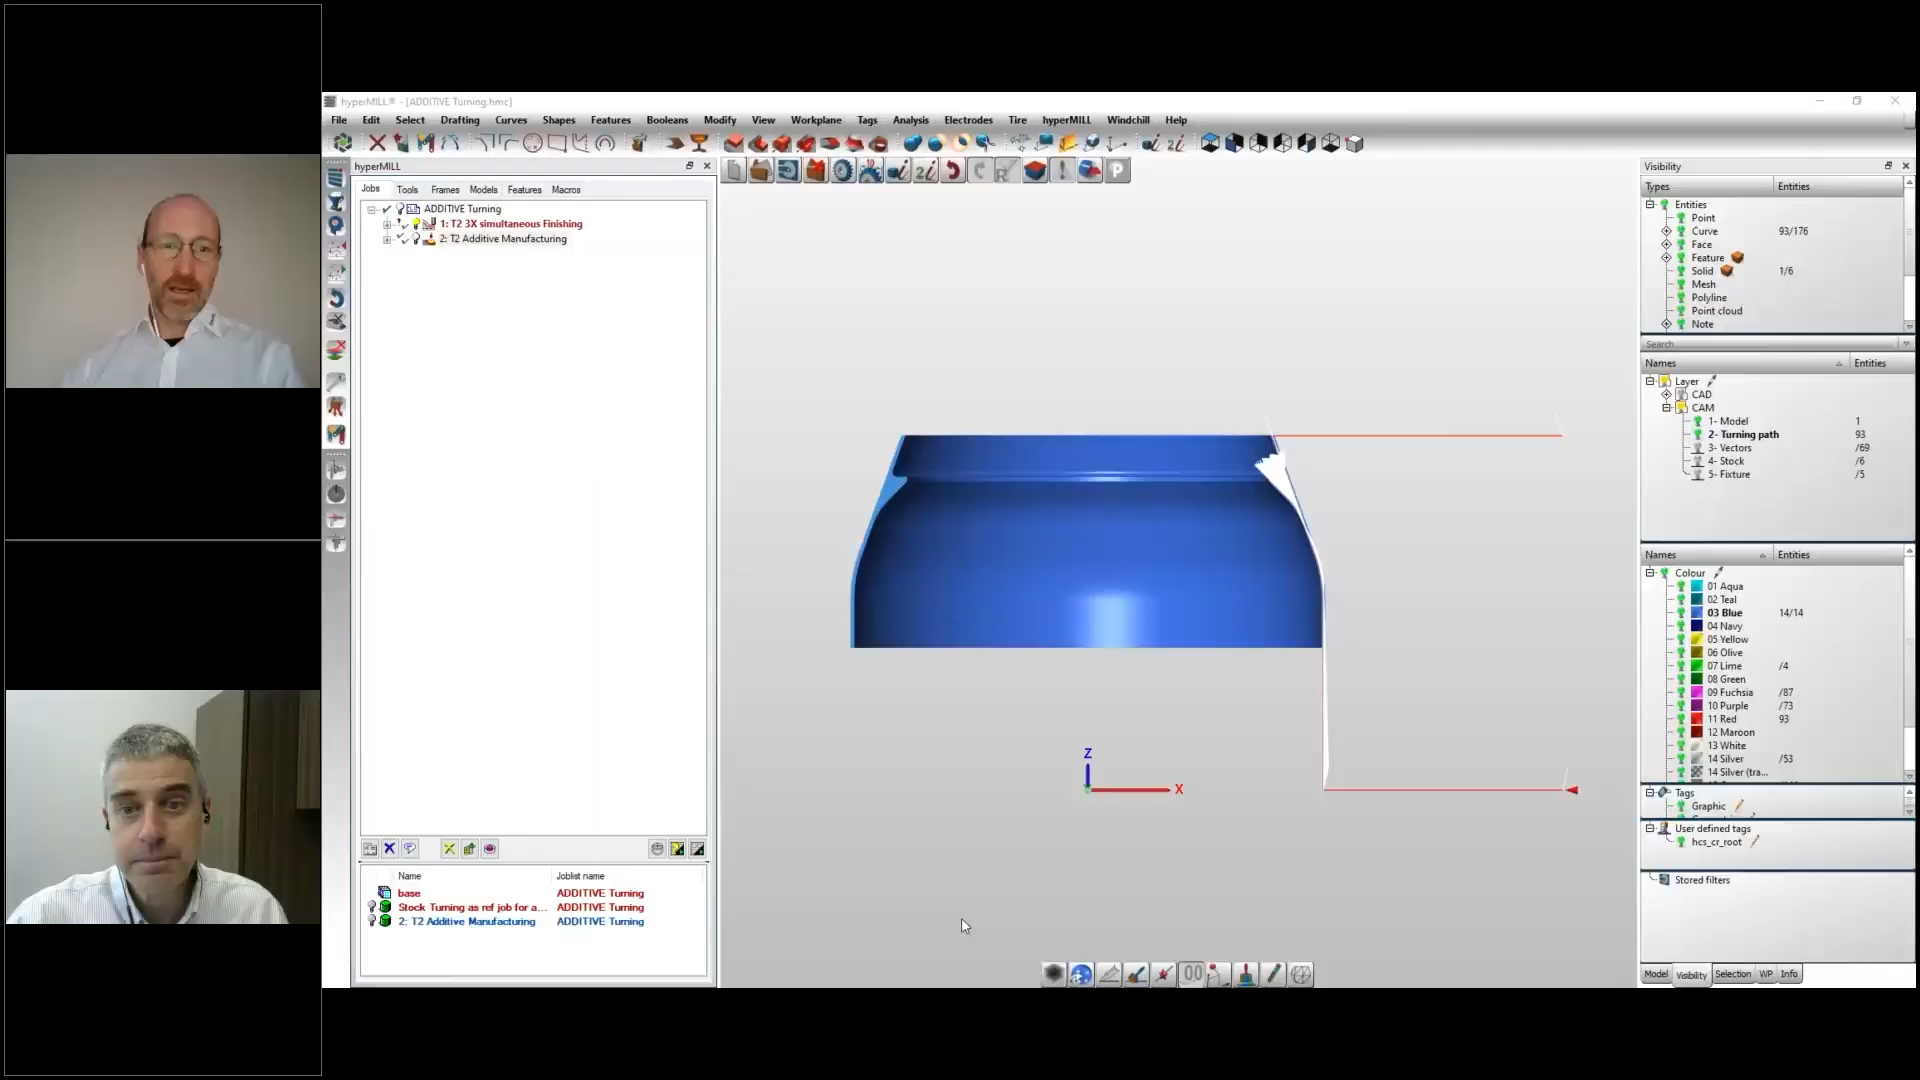 hyperMILL® - [ADDITIVE Turning.hmc]
File Edit Select Drafting Curves Shapes Features Booleans Modify View Workplane Tags Analysis Electrodes Tire hyperMILL Windchill Help
hyperMILL
Jobs Tools Frames Models Features Macros
ADDITIVE Turning
1: T2 3X simultaneous Finishing
2: T2 Additive Manufacturing
Name Joblist name
base ADDITIVE Turning
Stock Turning as ref job for a... ADDITIVE Turning
2: T2 Additive Manufacturing ADDITIVE Turning
Z
X
P
Visibility
Types Entities
Entities
Point
Curve 93/176
Face
Feature
Solid 1/6
Mesh
Polyline
Point cloud
Note
Search
Names Entities
Layer
CAD
CAM
1- Model 1
2- Turning path 93
3- Vectors /69
4- Stock /6
5- Fixture /5
Names Entities
Colour
01 Aqua
02 Teal
03 Blue 14/14
04 Navy
05 Yellow
06 Olive
07 Lime /4
08 Green
09 Fuchsia /87
10 Purple /73
11 Red 93
12 Maroon
13 White
14 Silver /53
14 Silver (tra...
Tags
Graphic
User defined tags
hcs_cr_root
Stored filters
Model Visibility Selection WP Info